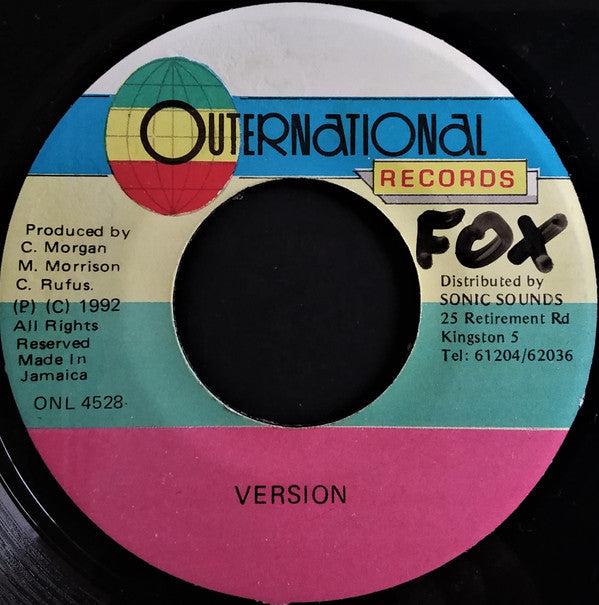 OUTERNATIONAL
RECORDS
FOX
Produced by
C. Morgan
M. Morrison
C. Rufus.
(P) (C) 1992
All Rights
Reserved
Made In
Jamaica
ONL 4528
Distributed by
SONIC SOUNDS
25 Retirement Rd
Kingston 5
Tel: 61204/62036
VERSION